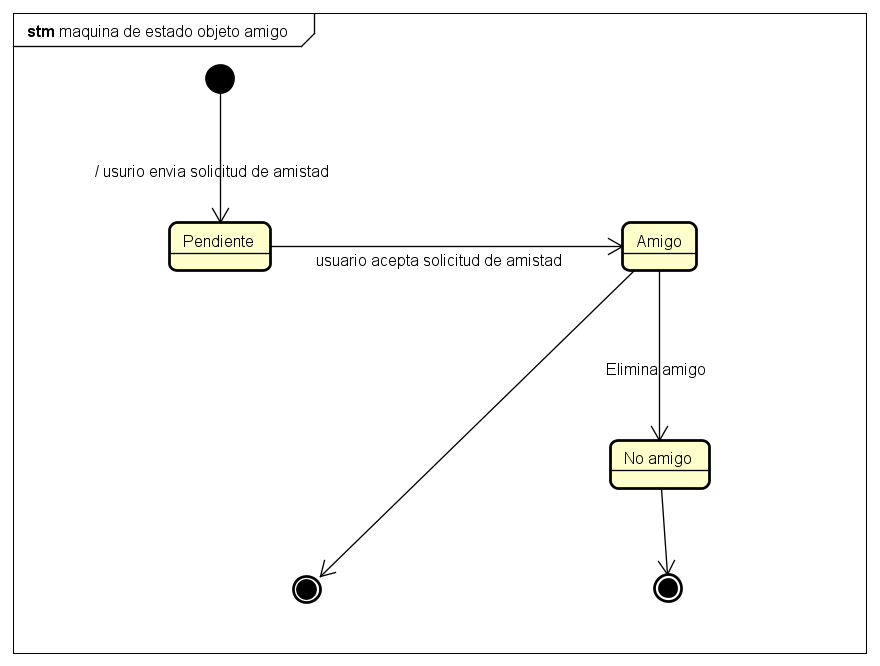 stm maquina de estado objeto amigo
/ usurio envia solicitud de amistad
Pendiente
Amigo
usuario acepta solicitud de amistad
Elimina amigo
No amigo